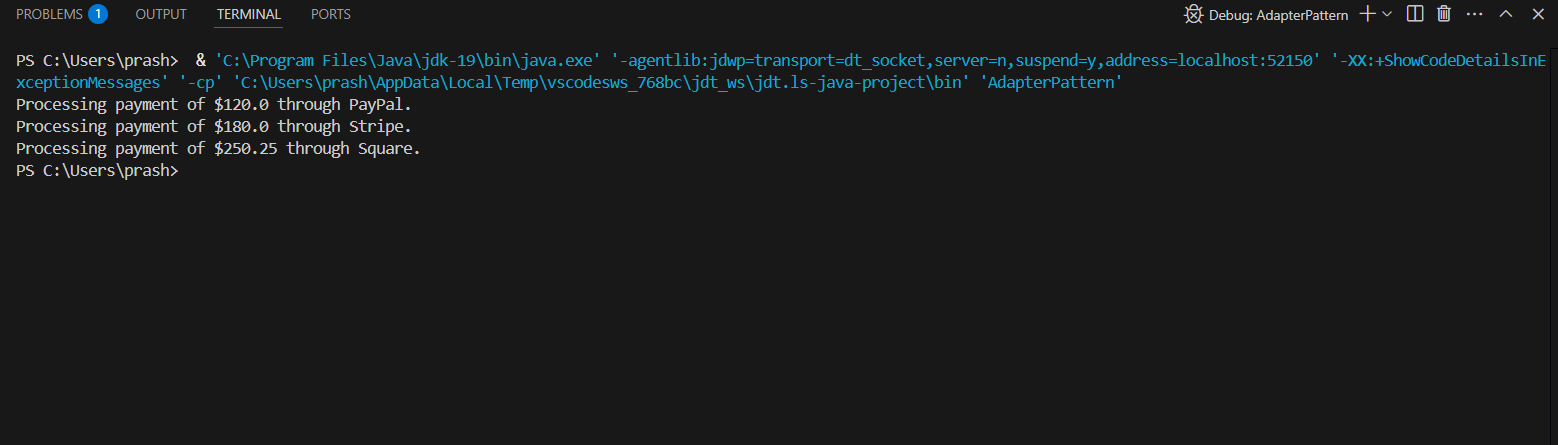 PROBLEMS 1 OUTPUT TERMINAL PORTS Debug: AdapterPattern
PS C:\Users\prash>  & 'C:\Program Files\Java\jdk-19\bin\java.exe' '-agentlib:jdwp=transport=dt_socket,server=n,suspend=y,address=localhost:52150' '-XX:+ShowCodeDetailsInE
xceptionMessages' '-cp' 'C:\Users\prash\AppData\Local\Temp\vscodesws_768bc\jdt_ws\jdt.ls-java-project\bin' 'AdapterPattern'
Processing payment of $120.0 through PayPal.
Processing payment of $180.0 through Stripe.
Processing payment of $250.25 through Square.
PS C:\Users\prash>